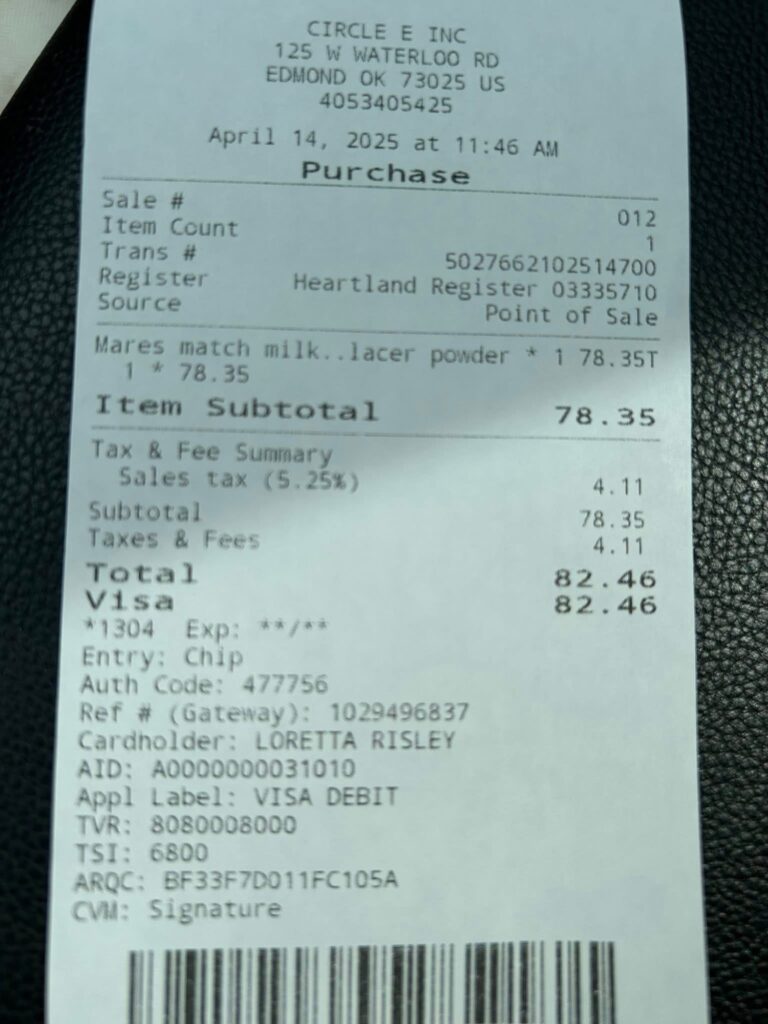 CIRCLE E INC
125 W WATERLOO RD
EDMOND OK 73025 US
4053405425
April 14, 2025 at 11:46 AM
Purchase
Sale # 012
Item Count 1
Trans # 5027662102514700
Register Heartland Register 03335710
Source Point of Sale
Mares match milk..lacer powder * 1 78.35T
1 * 78.35
Item Subtotal 78.35
Tax & Fee Summary
Sales tax (5.25%) 4.11
Subtotal 78.35
Taxes & Fees 4.11
Total 82.46
Visa 82.46
*1304 Exp: **/**
Entry: Chip
Auth Code: 477756
Ref # (Gateway): 1029496837
Cardholder: LORETTA RISLEY
AID: A0000000031010
Appl Label: VISA DEBIT
TVR: 8080008000
TSI: 6800
ARQC: BF33F7D011FC105A
CVM: Signature